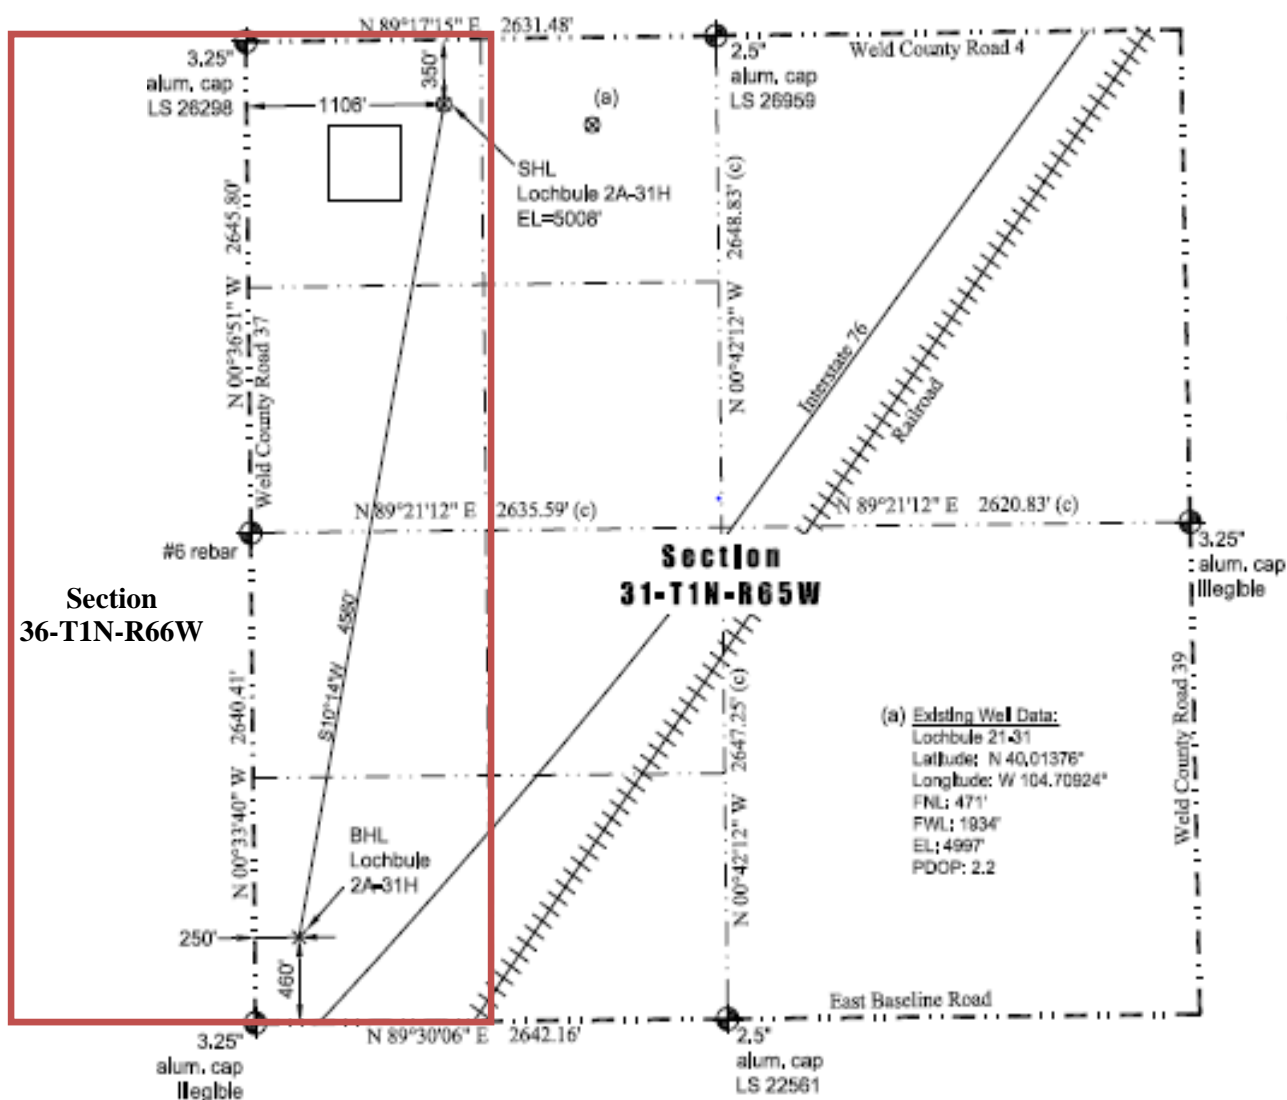 N 89°17'15" E 2631.48'
3.25"
alum. cap
LS 26298
350'
1106'
(a)
2.5"
alum. cap
LS 26959
Weld County Road 4
SHL
Lochbuie 2A-31H
EL=5008'
N 00°36'51" W 2645.80'
Weld County Road 37
N 00°42'12" W 2648.83' (c)
Interstate 76
Railroad
#6 rebar
N 89°21'12" E 2635.59' (c)
N 89°21'12" E 2620.83' (c)
3.25"
alum. cap
Illegible
Section
31-T1N-R65W
Section
36-T1N-R66W
S10°14'W 4560'
N 00°33'40" W 2640.41'
N 00°42'12" W 2647.25' (c)
Weld County Road 39
(a) Existing Well Data:
Lochbuie 21-31
Latitude: N 40.01376°
Longitude: W 104.70924°
FNL: 471'
FWL: 1934'
EL: 4997'
PDOP: 2.2
BHL
Lochbuie
2A-31H
250'
460'
East Baseline Road
3.25"
alum. cap
Illegible
N 89°30'06" E 2642.16'
2.5"
alum. cap
LS 22561